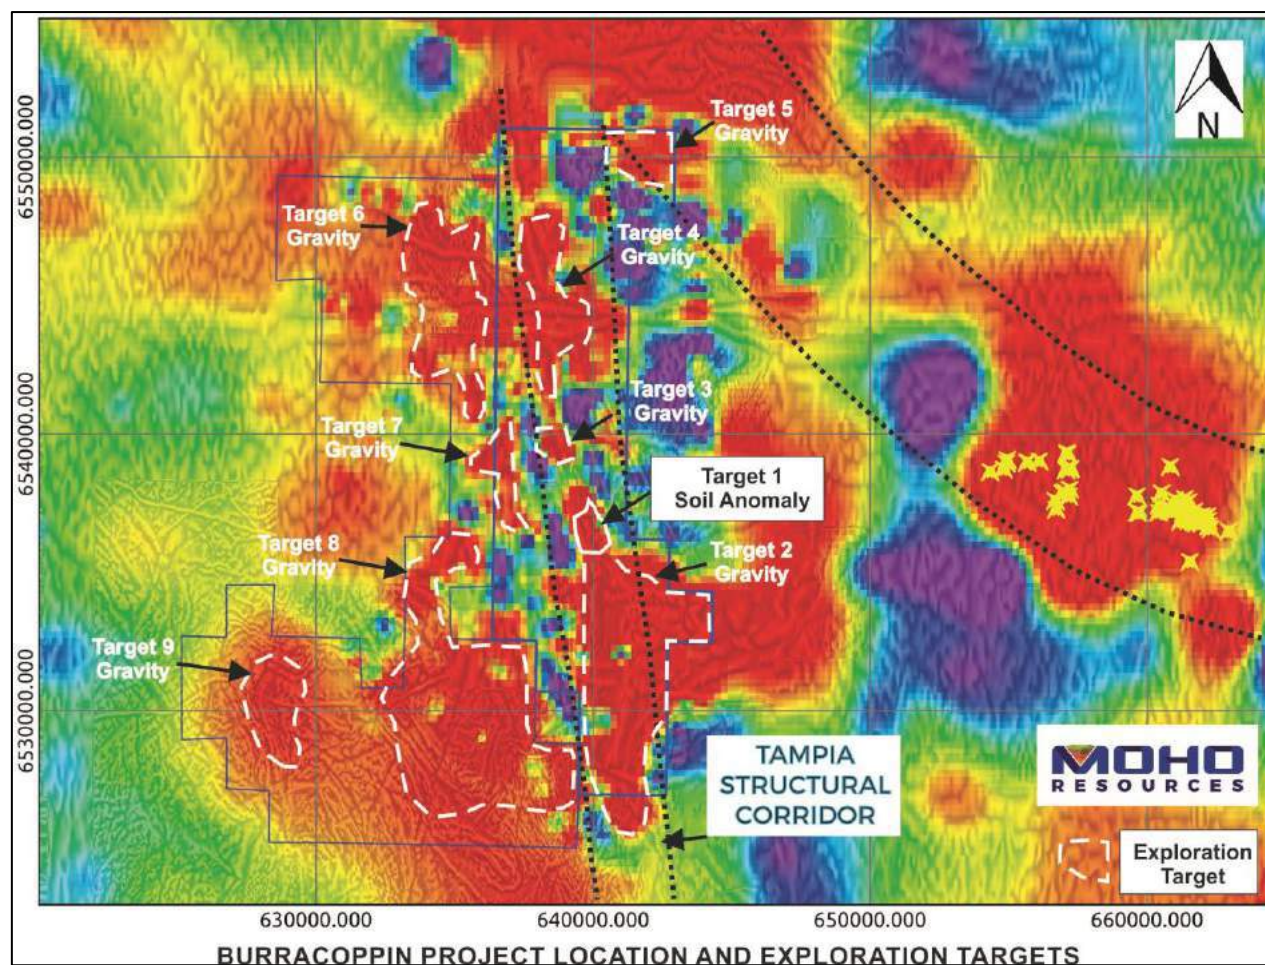 N
Target 5
Gravity
Target 6
Gravity
Target 4
Gravity
Target 3
Gravity
Target 7
Gravity
Target 1
Soil Anomaly
Target 8
Gravity
Target 2
Gravity
Target 9
Gravity
TAMPIA
STRUCTURAL
CORRIDOR
MOHO
RESOURCES
Exploration
Target
6550000.000
6540000.000
6530000.000
630000.000
640000.000
650000.000
660000.000
BURRACOPPIN PROJECT LOCATION AND EXPLORATION TARGETS